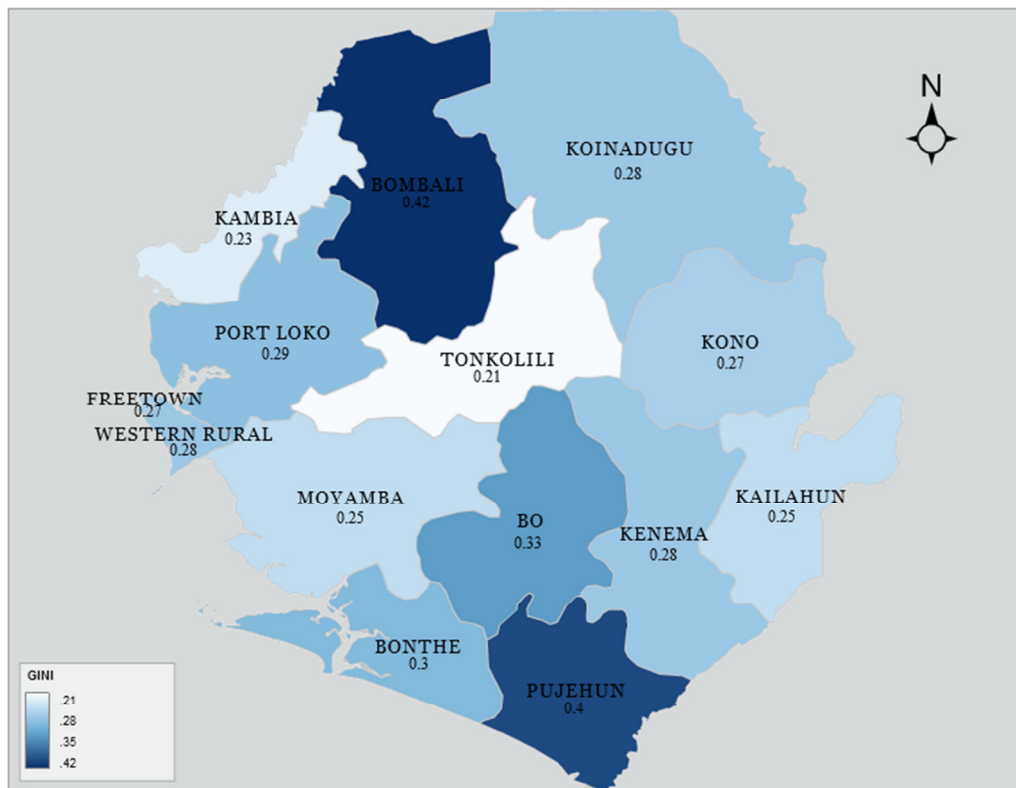 N
KOINADUGU
0.28
BOMBALI
0.42
KAMBIA
0.23
PORT LOKO
0.29
KONO
0.27
TONKOLILI
0.21
FREETOWN
0.27
WESTERN RURAL
0.28
MOYAMBA
0.25
KAILAHUN
0.25
BO
0.33
KENEMA
0.28
BONTHE
0.3
PUJEHUN
0.4
GINI
.21
.28
.35
.42